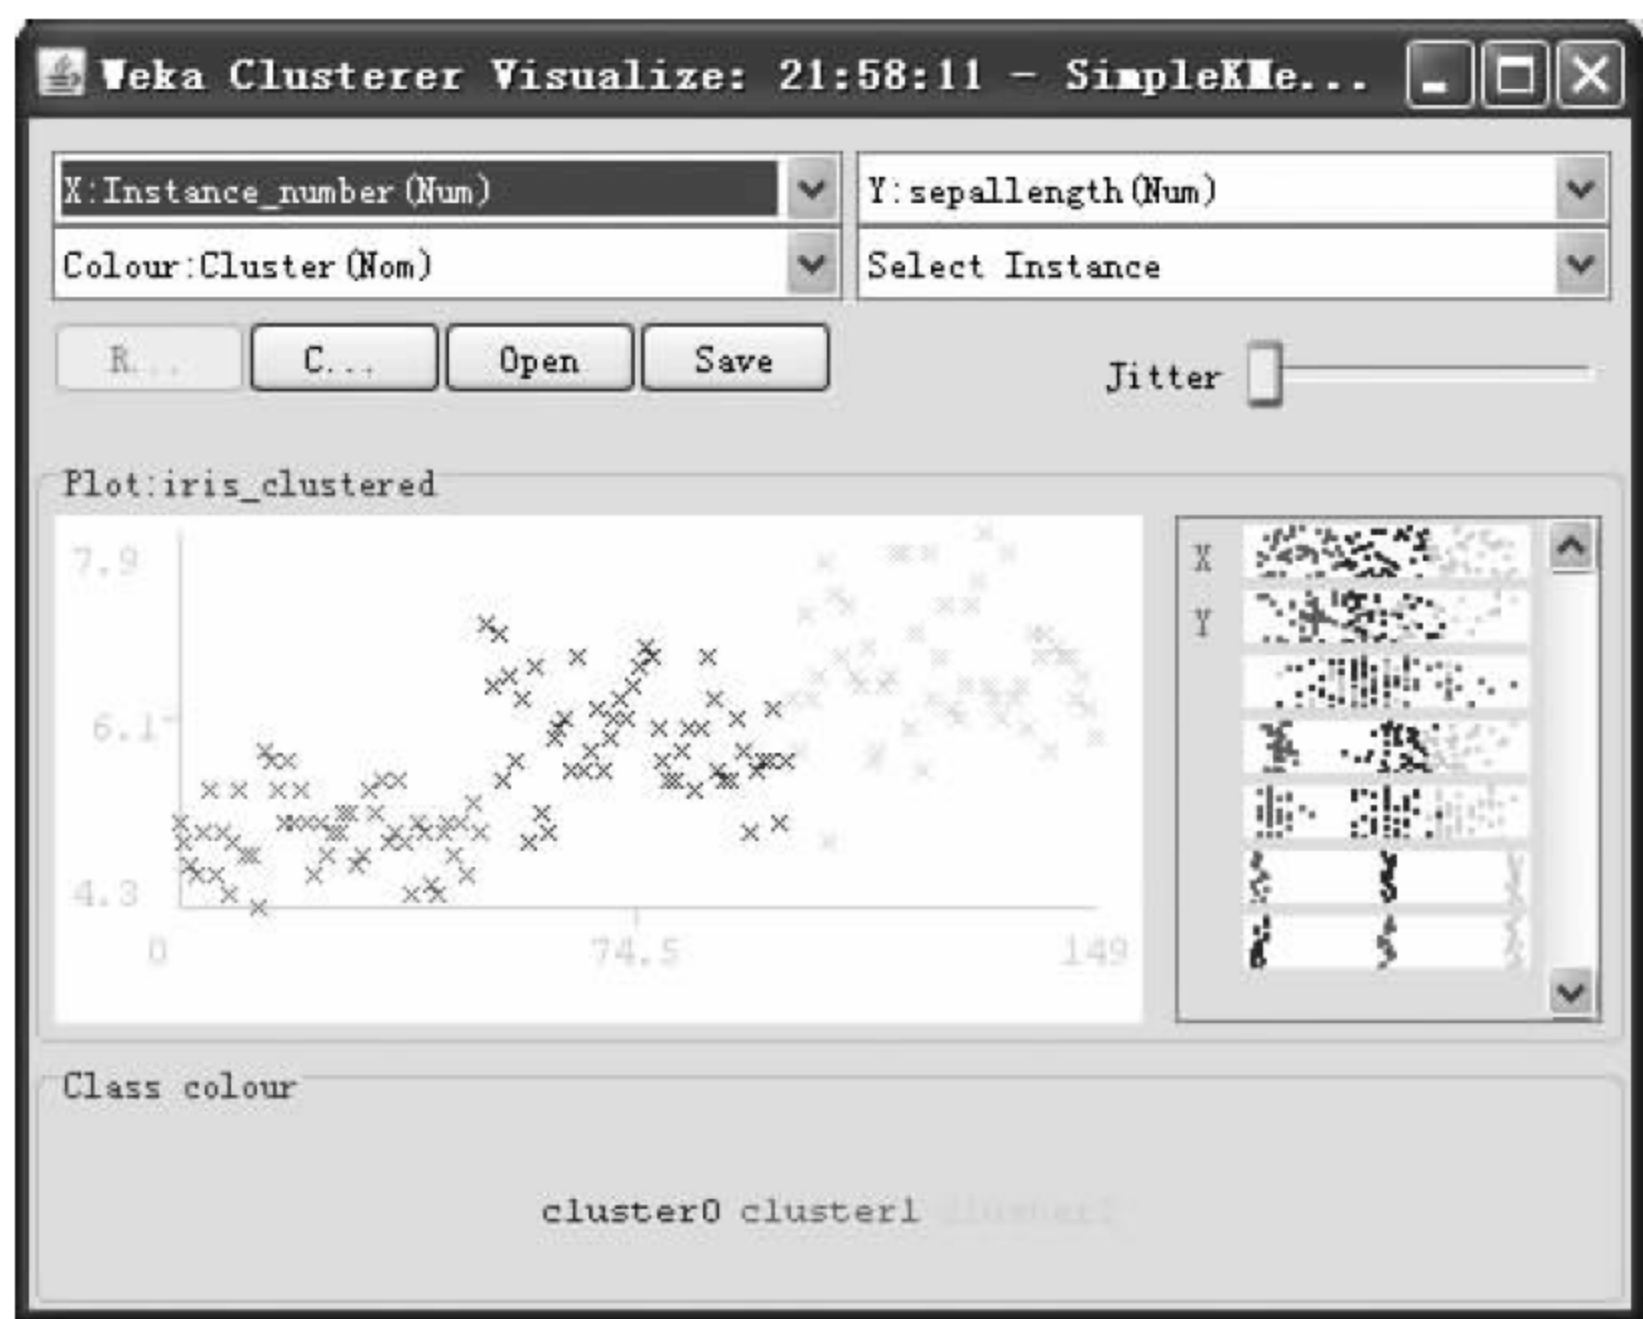 Weka Clusterer Visualize: 21:58:11 - SimpleKMe...
X:Instance_number(Num)
Y:sepallength(Num)
Colour:Cluster(Nom)
Select Instance
R...
C...
Open
Save
Jitter
Plot:iris_clustered
7.9
6.1
4.3
0
74.5
149
X
Y
Class colour
cluster0 cluster1 cluster2